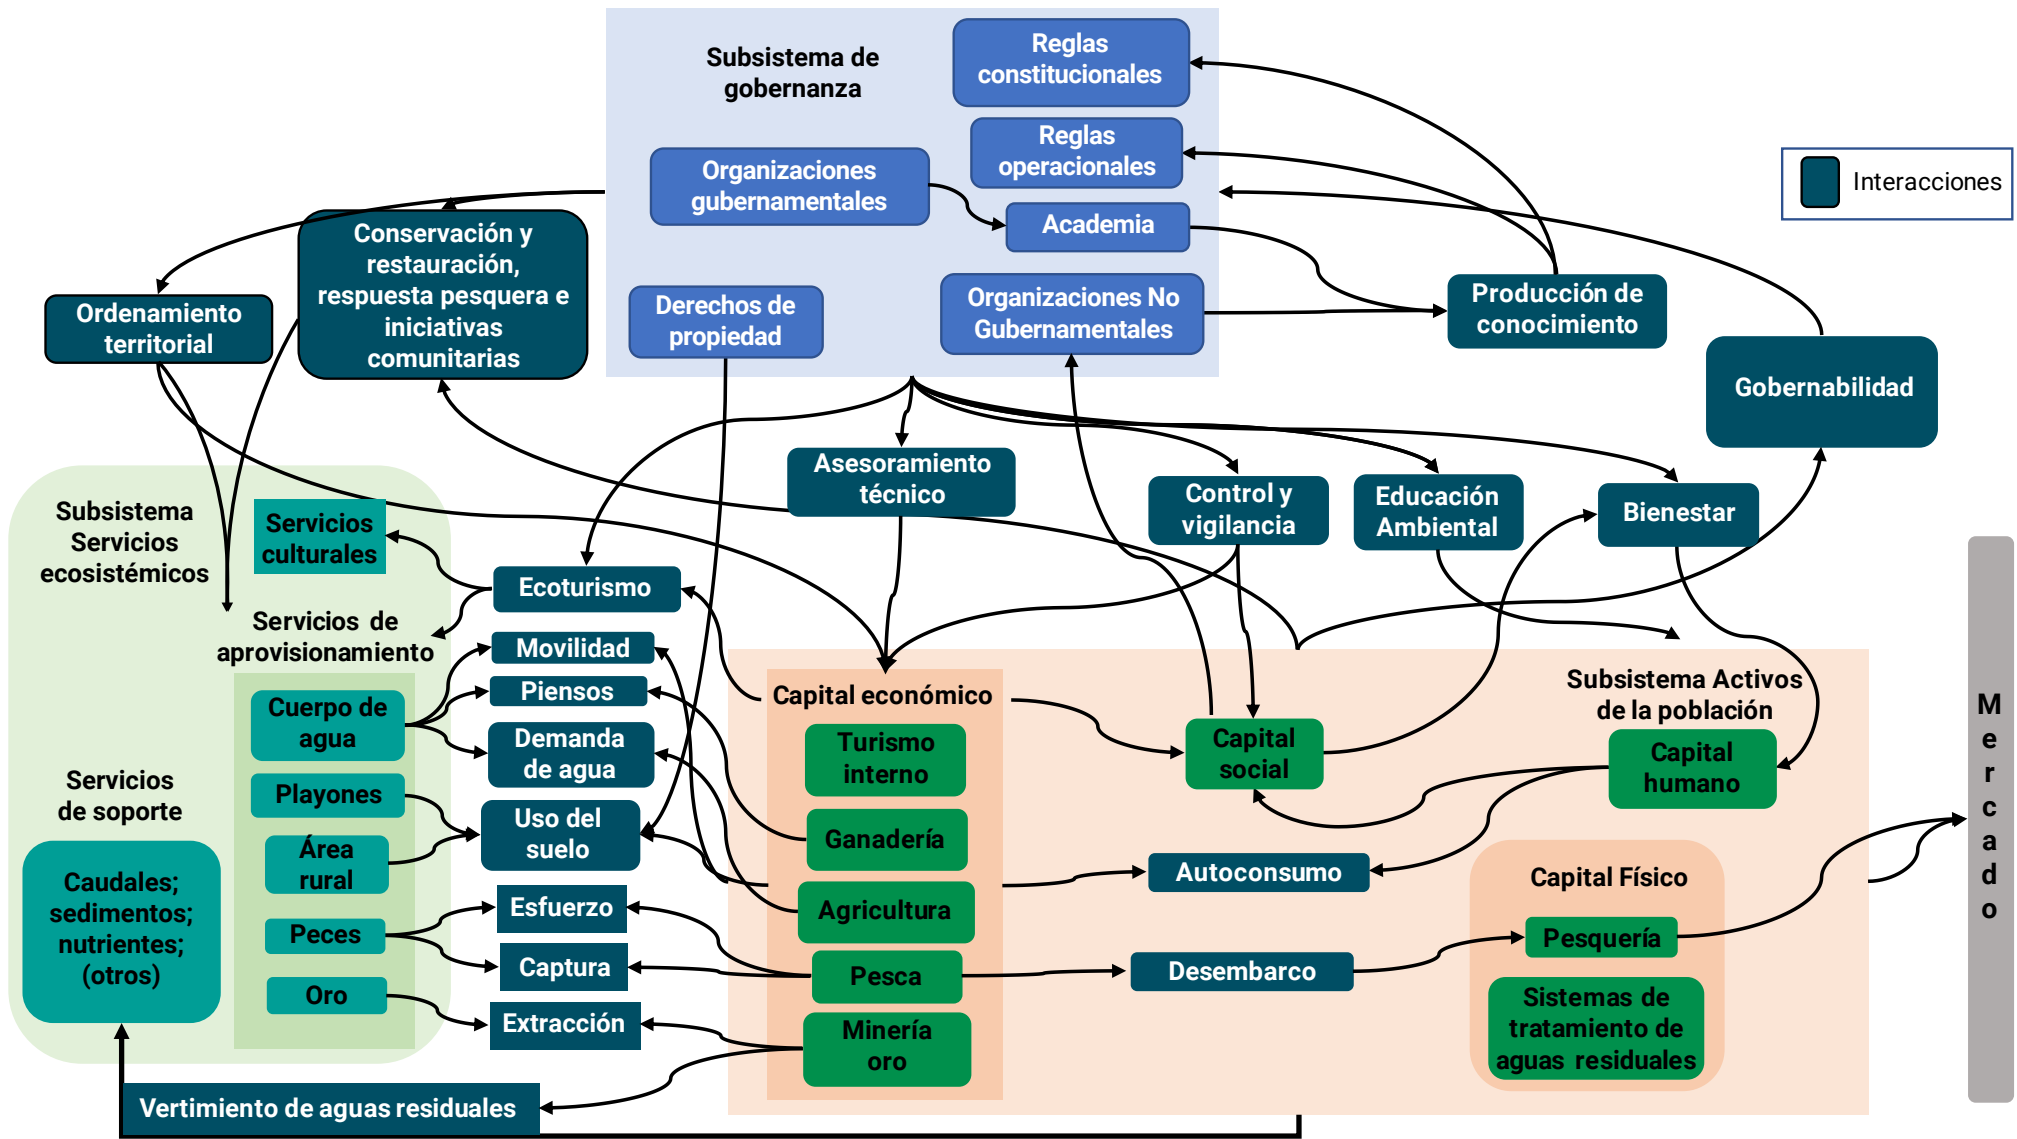 Subsistema de
gobernanza
Reglas
constitucionales
Reglas
operacionales
Organizaciones
gubernamentales
Academia
Derechos de
propiedad
Organizaciones No
Gubernamentales
Interacciones
Conservación y
restauración,
respuesta pesquera e
iniciativas
comunitarias
Ordenamiento
territorial
Producción de
conocimiento
Gobernabilidad
Asesoramiento
técnico
Control y
vigilancia
Educación
Ambiental
Bienestar
Subsistema
Servicios
ecosistémicos
Servicios
culturales
Servicios de
aprovisionamiento
Cuerpo de
agua
Playones
Área
rural
Peces
Oro
Servicios
de soporte
Caudales;
sedimentos;
nutrientes;
(otros)
Ecoturismo
Movilidad
Piensos
Demanda
de agua
Uso del
suelo
Esfuerzo
Captura
Extracción
Vertimiento de aguas residuales
Capital económico
Turismo
interno
Ganadería
Agricultura
Pesca
Minería
oro
Subsistema Activos
de la población
Capital
social
Capital
humano
Autoconsumo
Desembarco
Capital Físico
Pesquería
Sistemas de
tratamiento de
aguas residuales
M
e
r
c
a
d
o